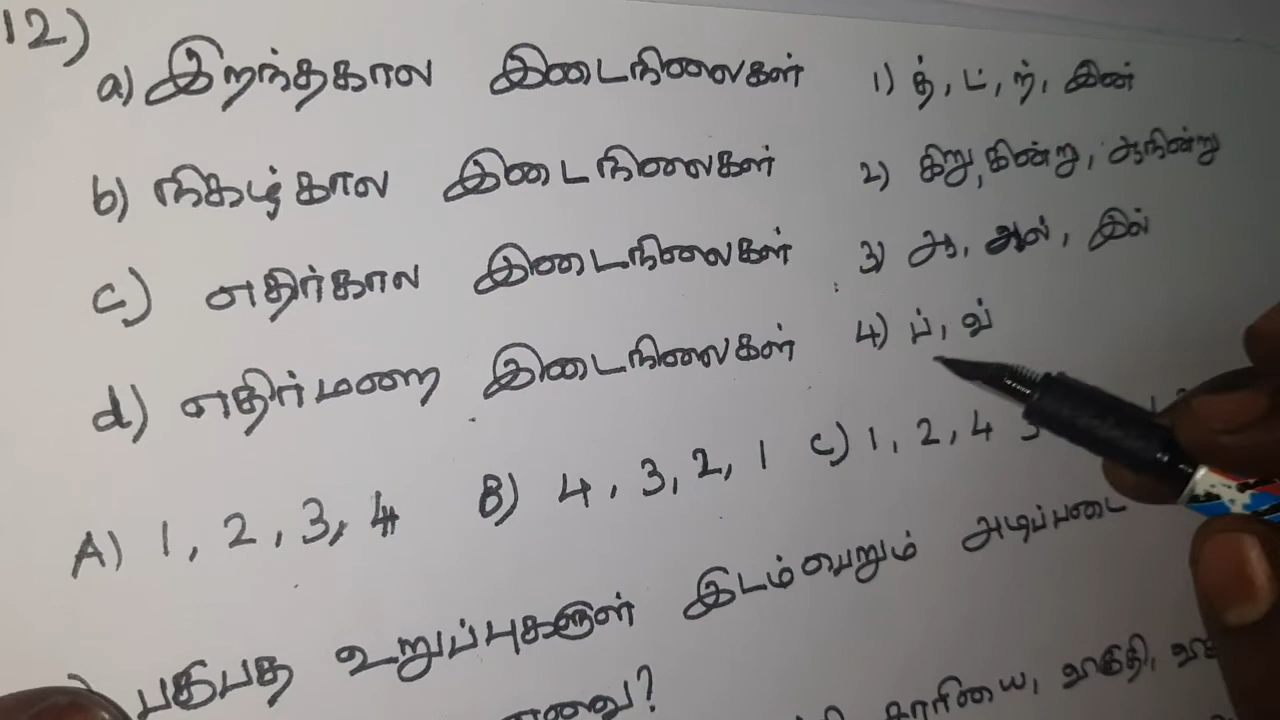 12)
a) இறந்தகால இடைநிலைகள் 1) த், ட், ற், இன்
b) நிகழ்கால இடைநிலைகள் 2) கிறு, கின்று, ஆநின்று
c) எதிர்கால இடைநிலைகள் 3) ஆ, அல், இல்
d) எதிர்மறை இடைநிலைகள் 4) ப், வ்
A) 1, 2, 3, 4 B) 4, 3, 2, 1 C) 1, 2, 4
பகுபத உறுப்புகளுள் இடம்பெறும் அடிப்படை